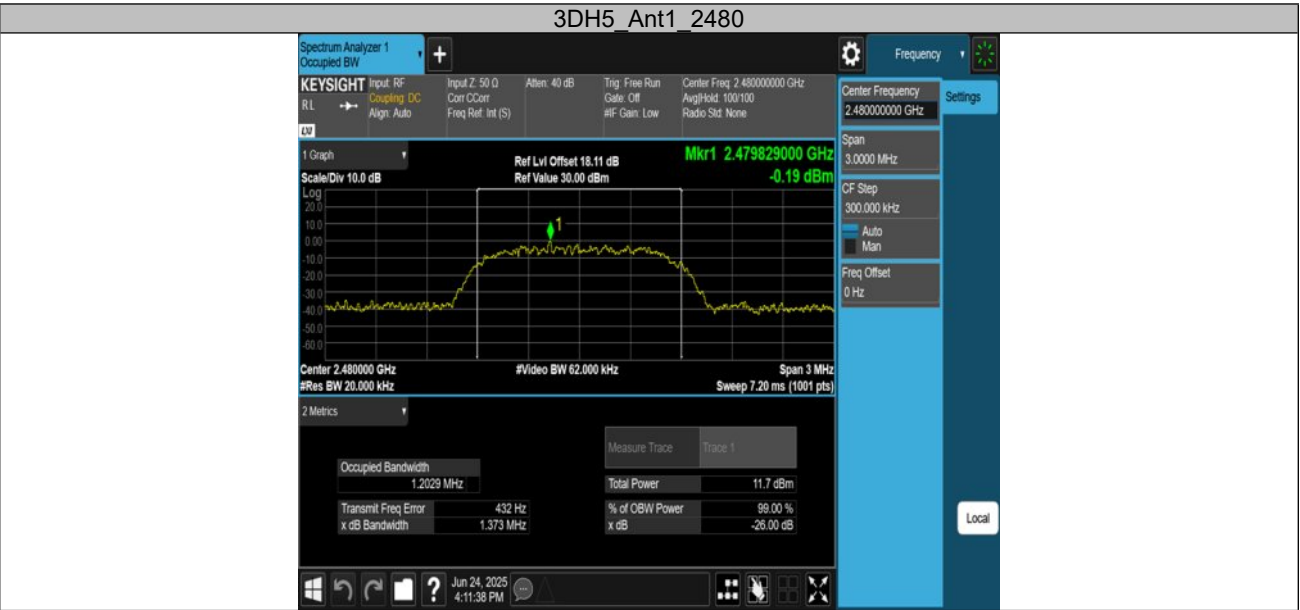 3DH5_Ant1_2480
Spectrum Analyzer 1
Occupied BW
Frequency
KEYSIGHT
RL
LXI
Input: RF
Coupling: DC
Align: Auto
Input Z: 50 Ω
Corr CCorr
Freq Ref: Int (S)
Atten: 40 dB
Trig: Free Run
Gate: Off
#IF Gain: Low
Center Freq: 2.480000000 GHz
Avg|Hold: 100/100
Radio Std: None
Center Frequency
2.480000000 GHz
Settings
Span
3.0000 MHz
CF Step
300.000 kHz
Auto
Man
Freq Offset
0 Hz
1 Graph
Scale/Div 10.0 dB
Ref Lvl Offset 18.11 dB
Ref Value 30.00 dBm
Mkr1 2.479829000 GHz
-0.19 dBm
Log
20.0
10.0
0.00
-10.0
-20.0
-30.0
-40.0
-50.0
-60.0
1
Center 2.480000 GHz
#Video BW 62.000 kHz
Span 3 MHz
#Res BW 20.000 kHz
Sweep 7.20 ms (1001 pts)
2 Metrics
Measure Trace
Trace 1
Occupied Bandwidth
1.2029 MHz
Total Power
11.7 dBm
Transmit Freq Error
432 Hz
% of OBW Power
99.00 %
x dB Bandwidth
1.373 MHz
x dB
-26.00 dB
Local
?
Jun 24, 2025
4:11:38 PM